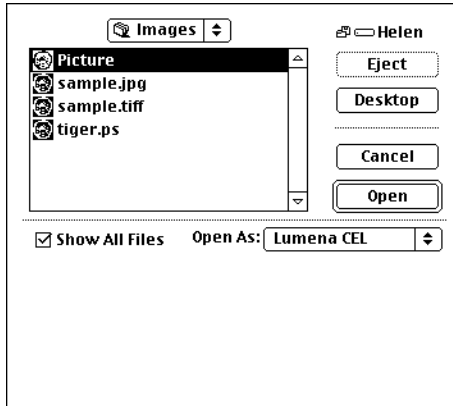 Images
Helen
Picture
sample.jpg
sample.tiff
tiger.ps
Eject
Desktop
Cancel
Open
Show All Files
Open As: Lumena CEL